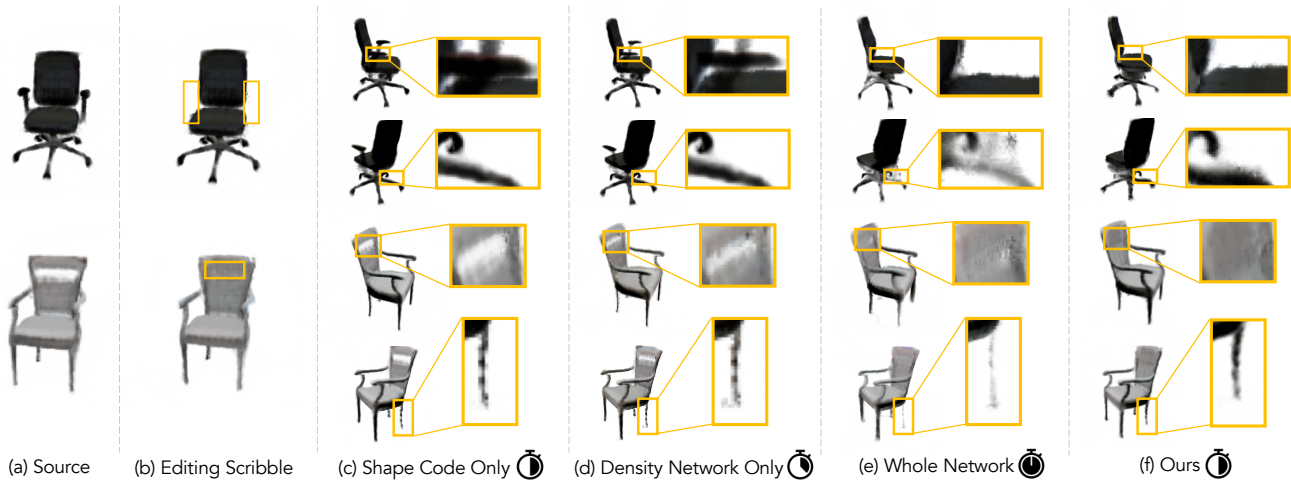 (a) Source
(b) Editing Scribble
(c) Shape Code Only
(d) Density Network Only
(e) Whole Network
(f) Ours